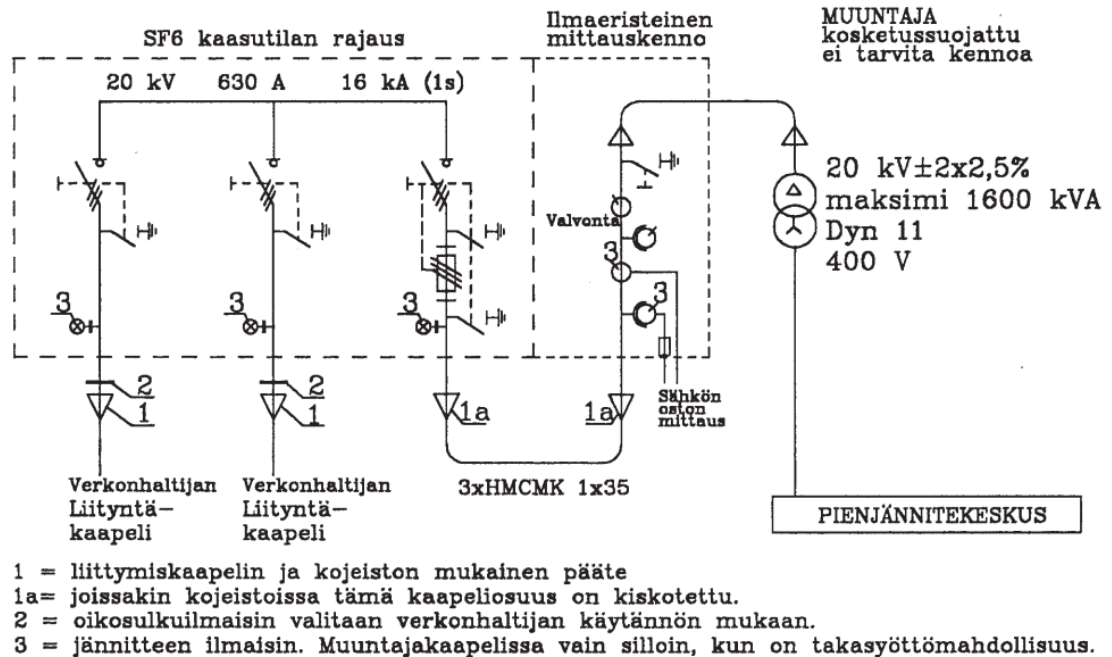 SF6 kaasutilan rajaus
20 kV 630 A 16 kA (1s)
Ilmaeristeinen
mittauskenno
MUUNTAJA
kosketussuojattu
ei tarvita kennoa
20 kV±2x2,5%
maksimi 1600 kVA
Dyn 11
400 V
Valvonta
3
3
3
3
2
1
2
1
1a
1a
Sähkön
oston
mittaus
Verkonhaltijan
Liityntä-
kaapeli
Verkonhaltijan
Liityntä-
kaapeli
3xHMCMK 1x35
PIENJÄNNITEKESKUS
1 = liittymiskaapelin ja kojeiston mukainen pääte
1a= joissakin kojeistoissa tämä kaapeliosuus on kiskotettu.
2 = oikosulkuilmaisin valitaan verkonhaltijan käytännön mukaan.
3 = jännitteen ilmaisin. Muuntajakaapelissa vain silloin, kun on takasyöttömahdollisuus.